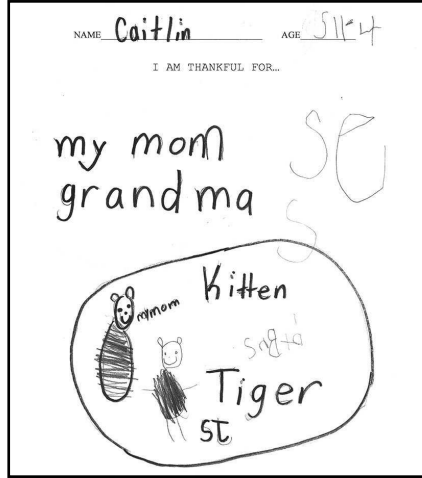 NAME Caitlin AGE
I AM THANKFUL FOR...
my mom
grandma
Kitten
my mom
Tiger